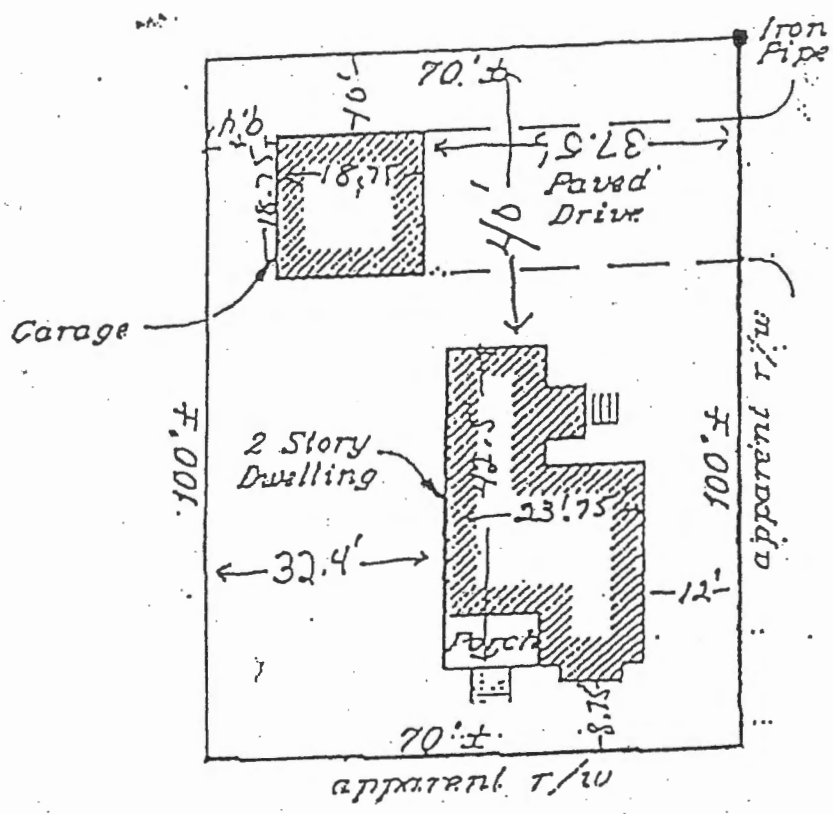 Iron
Pipe
70.'±
10'
9.4
37.5'
18.75
18.75
Paved
Drive
40'
Garage
apparent r/w
100.'±
100.'±
2 Story
Dwelling
23'.75
32.4'
12'
Porch
8.75
70.'±
apparent r/w